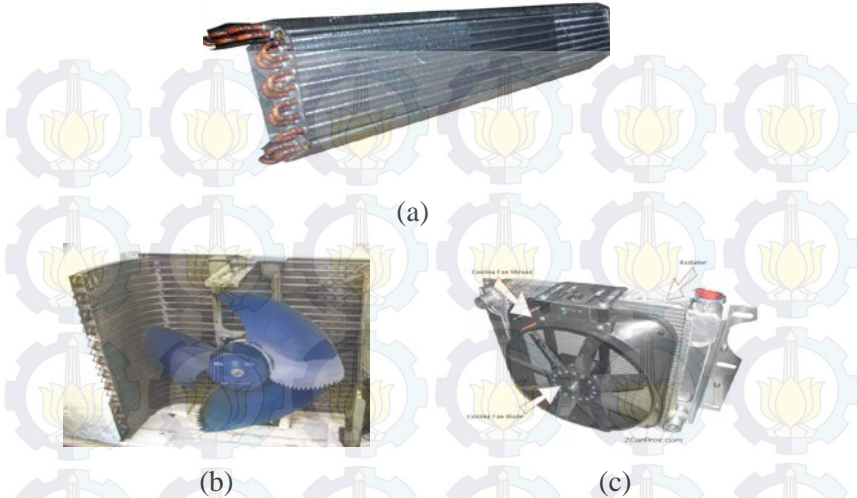 (a)
Radiator
Cooling Fan Shroud
Cooling Fan Blade
2CarPros.com
(b)
(c)